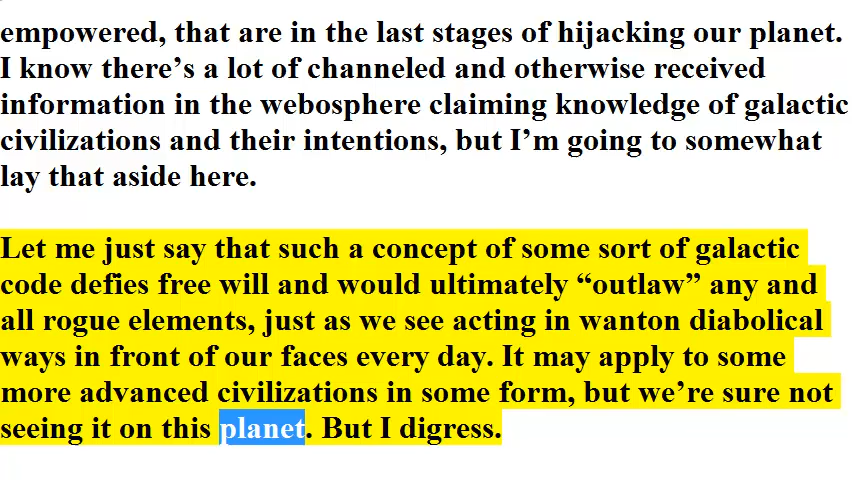 empowered, that are in the last stages of hijacking our planet.
I know there’s a lot of channeled and otherwise received
information in the webosphere claiming knowledge of galactic
civilizations and their intentions, but I’m going to somewhat
lay that aside here.
Let me just say that such a concept of some sort of galactic
code defies free will and would ultimately “outlaw” any and
all rogue elements, just as we see acting in wanton diabolical
ways in front of our faces every day. It may apply to some
more advanced civilizations in some form, but we’re sure not
seeing it on this planet. But I digress.